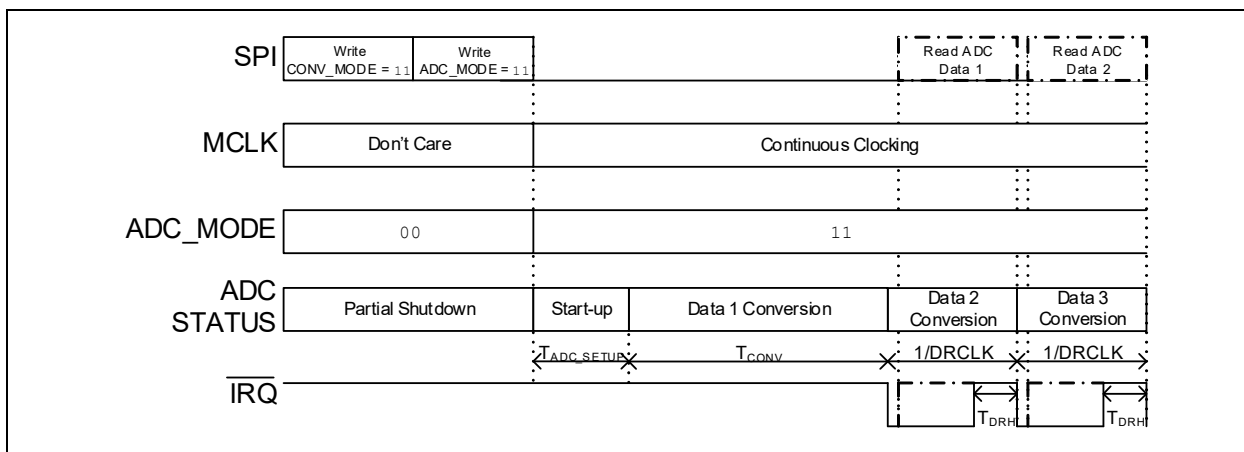 SPI
Write
CONV_MODE = 11
Write
ADC_MODE = 11
Read ADC
Data 1
Read ADC
Data 2
MCLK
Don't Care
Continuous Clocking
ADC_MODE
00
11
ADC
STATUS
Partial Shutdown
Start-up
Data 1 Conversion
Data 2
Conversion
Data 3
Conversion
TADC_SETUP
TCONV
1/DRCLK
1/DRCLK
IRQ
TDRH
TDRH